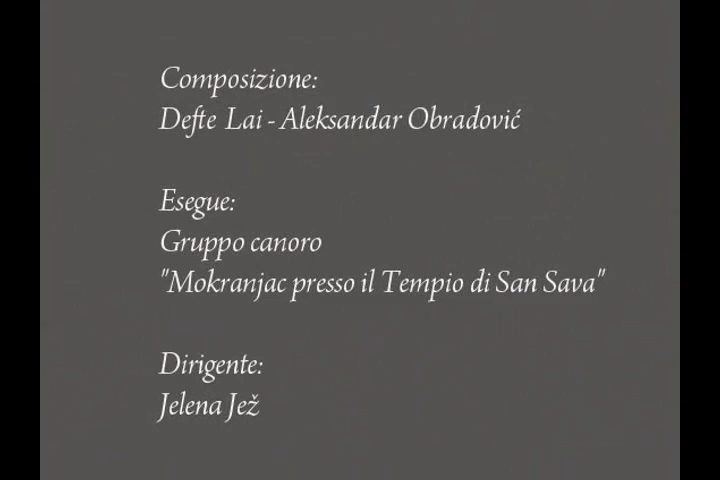 Composizione:
Defte Lai - Aleksandar Obradović
Esegue:
Gruppo canoro
"Mokranjac presso il Tempio di San Sava"
Dirigente:
Jelena Jež